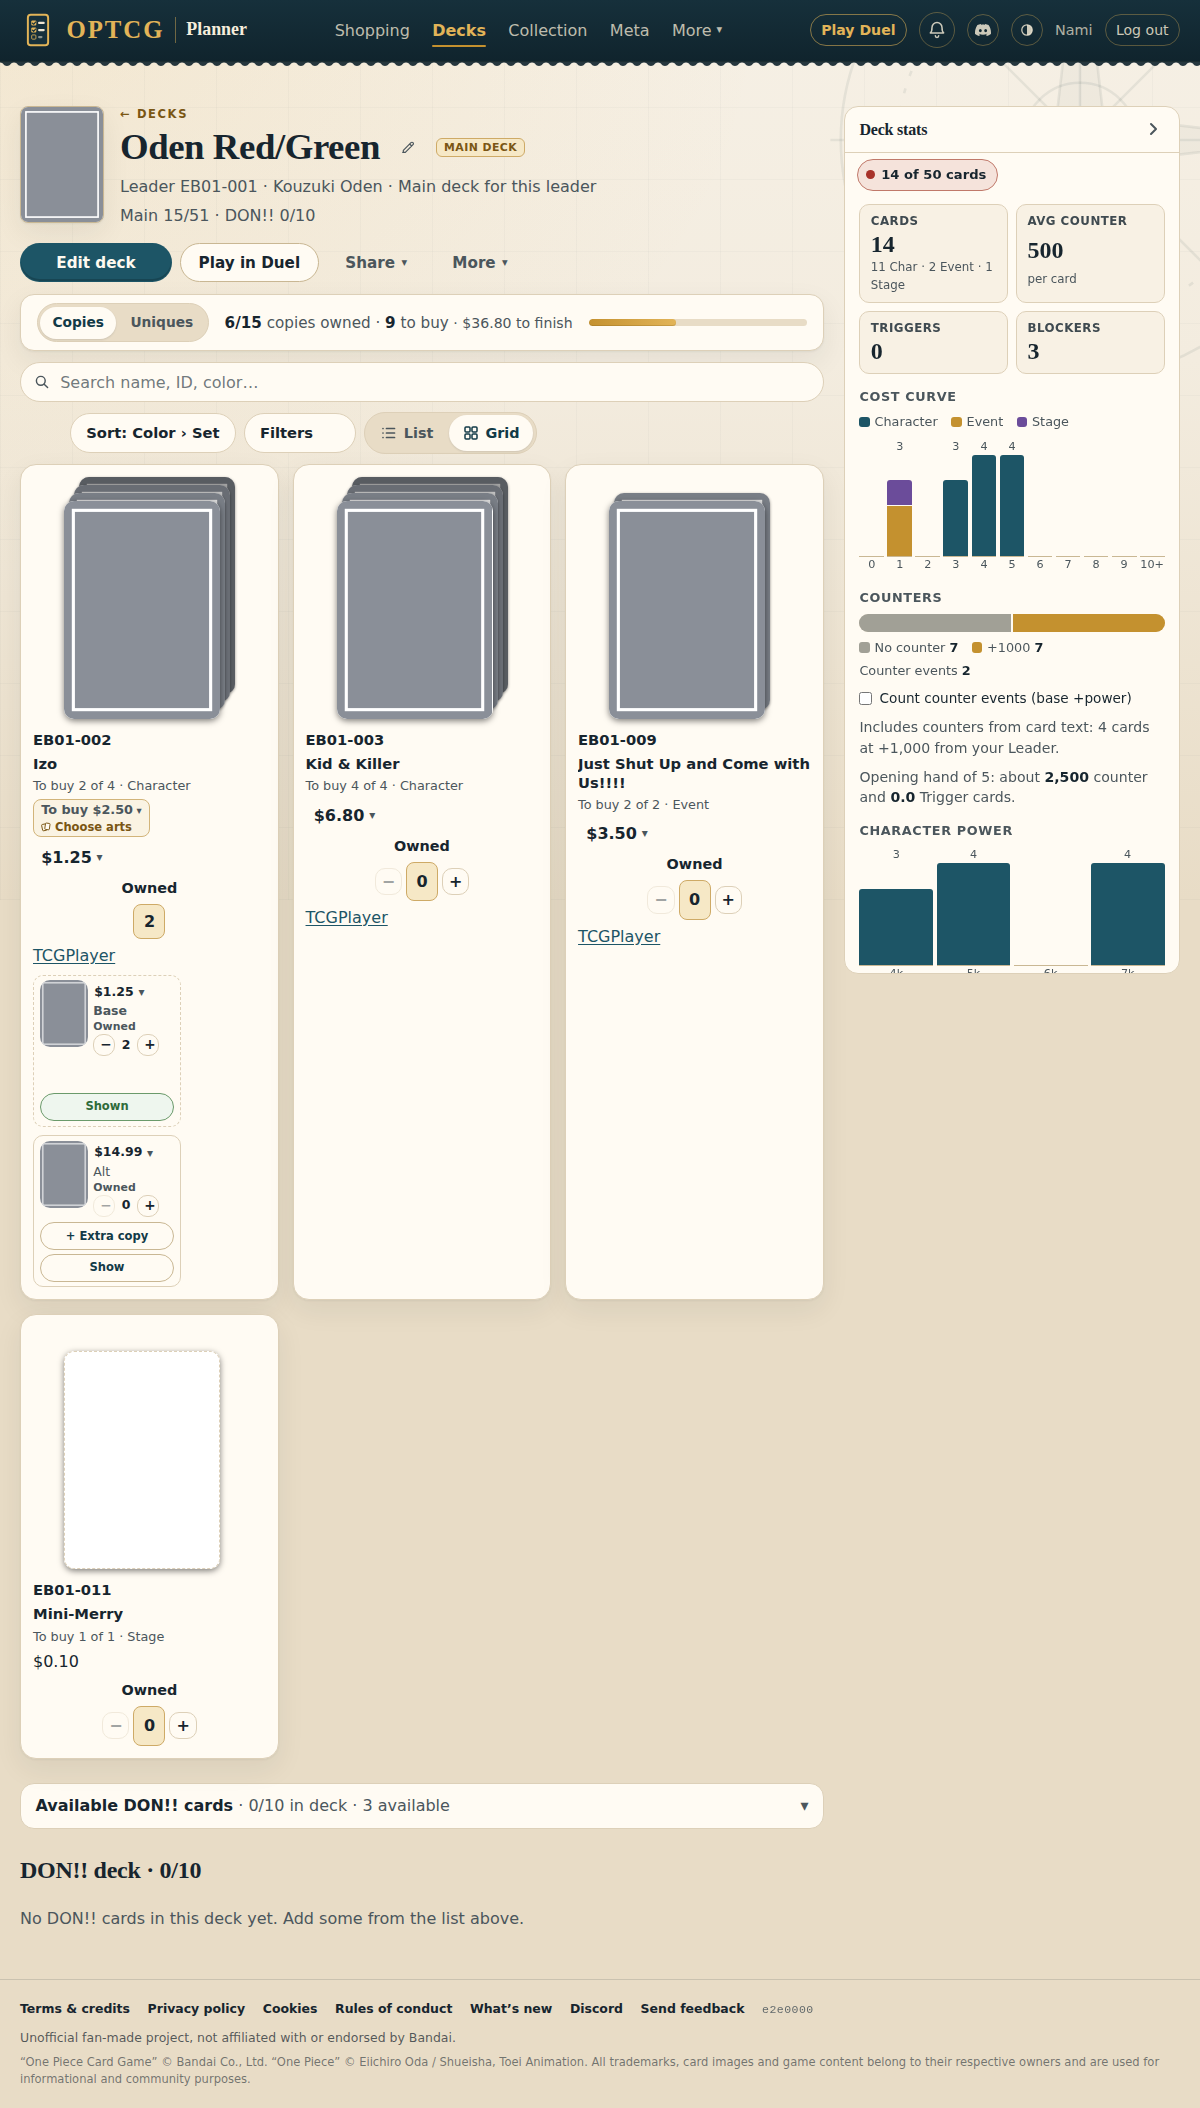 OPTCG Planner
Shopping Decks Collection Meta More ▾
Play Duel Nami Log out
← DECKS
Oden Red/Green MAIN DECK
Leader EB01-001 · Kouzuki Oden · Main deck for this leader
Main 15/51 · DON!! 0/10
Edit deck Play in Duel Share ▾ More ▾
Copies Uniques 6/15 copies owned · 9 to buy · $36.80 to finish
Search name, ID, color…
Sort: Color › Set Filters List Grid
EB01-002
Izo
To buy 2 of 4 · Character
To buy $2.50 ▾
Choose arts
$1.25 ▾
Owned
2
TCGPlayer
$1.25 ▾
Base
Owned
− 2 +
Shown
$14.99 ▾
Alt
Owned
− 0 +
+ Extra copy
Show
EB01-003
Kid & Killer
To buy 4 of 4 · Character
$6.80 ▾
Owned
− 0 +
TCGPlayer
EB01-009
Just Shut Up and Come with
Us!!!!
To buy 2 of 2 · Event
$3.50 ▾
Owned
− 0 +
TCGPlayer
EB01-011
Mini-Merry
To buy 1 of 1 · Stage
$0.10
Owned
− 0 +
Available DON!! cards · 0/10 in deck · 3 available ▾
DON!! deck · 0/10
No DON!! cards in this deck yet. Add some from the list above.
Deck stats
14 of 50 cards
CARDS
14
11 Char · 2 Event · 1
Stage
AVG COUNTER
500
per card
TRIGGERS
0
BLOCKERS
3
COST CURVE
Character Event Stage
3 3 4 4
0 1 2 3 4 5 6 7 8 9 10+
COUNTERS
No counter 7 +1000 7
Counter events 2
Count counter events (base +power)
Includes counters from card text: 4 cards
at +1,000 from your Leader.
Opening hand of 5: about 2,500 counter
and 0.0 Trigger cards.
CHARACTER POWER
3 4 4
4k 5k 6k 7k
Terms & credits Privacy policy Cookies Rules of conduct What’s new Discord Send feedback e2e0000
Unofficial fan-made project, not affiliated with or endorsed by Bandai.
“One Piece Card Game” © Bandai Co., Ltd. “One Piece” © Eiichiro Oda / Shueisha, Toei Animation. All trademarks, card images and game content belong to their respective owners and are used for
informational and community purposes.